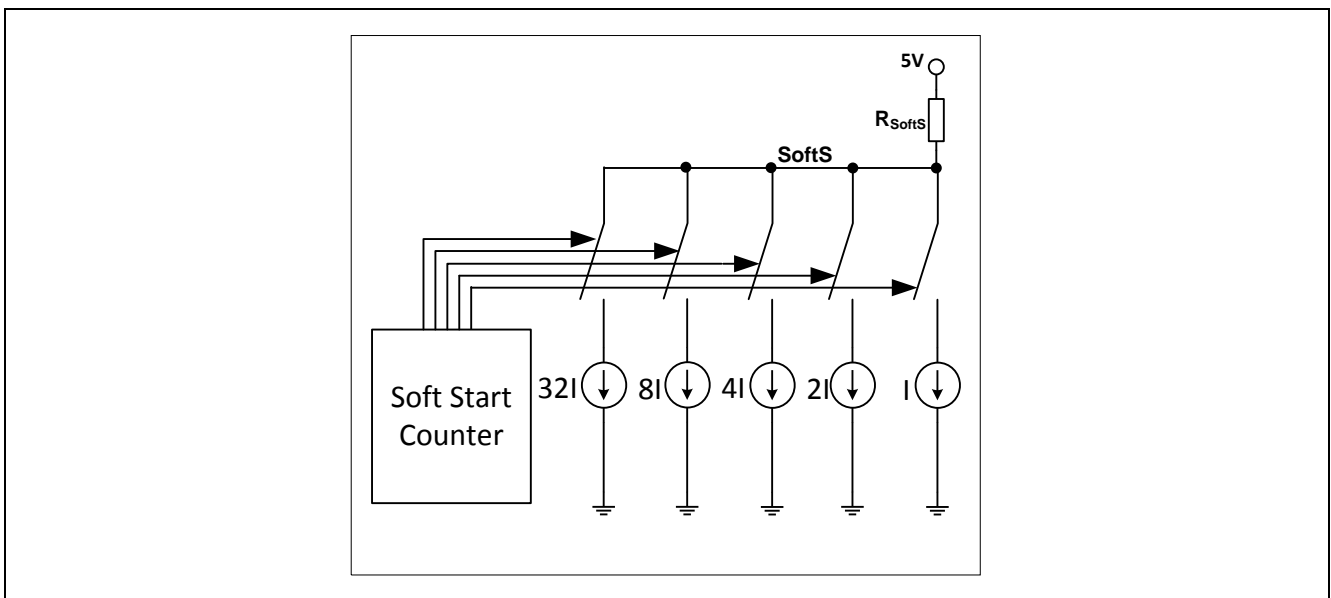 5V
RSoftS
SoftS
32I
8I
4I
2I
I
Soft Start
Counter